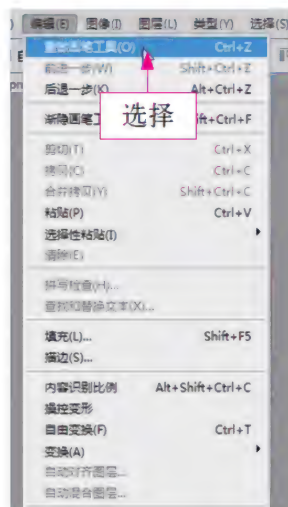 编辑(E) 图像(I) 图层(L) 类型(Y) 选择(S)
重做画笔工具(O) Ctrl+Z
前进一步(W) Shift+Ctrl+Z
后退一步(K) Alt+Ctrl+Z
渐隐画笔工 ift+Ctrl+F
选择
剪切(T) Ctrl+X
拷贝(C) Ctrl+C
合并拷贝(Y) Shift+Ctrl+C
粘贴(P) Ctrl+V
选择性粘贴(I)
清除(E)
拼写检查(H)...
查找和替换文本(X)...
填充(L)... Shift+F5
描边(S)...
内容识别比例 Alt+Shift+Ctrl+C
操控变形
自由变换(F) Ctrl+T
变换(A)
自动对齐图层...
自动混合图层...